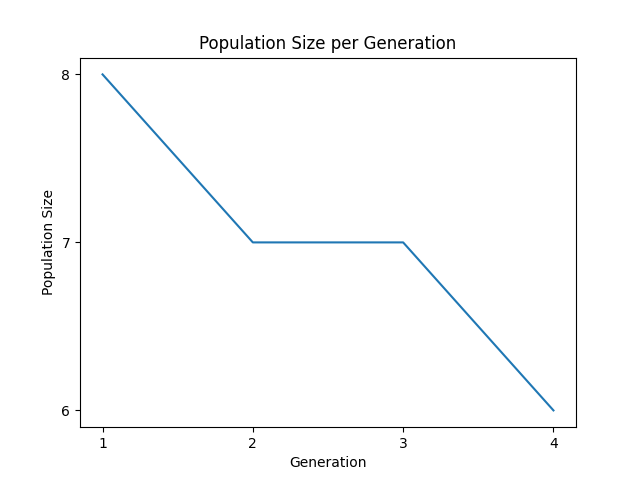 Population Size per Generation
8
7
6
Population Size
1 2 3 4
Generation